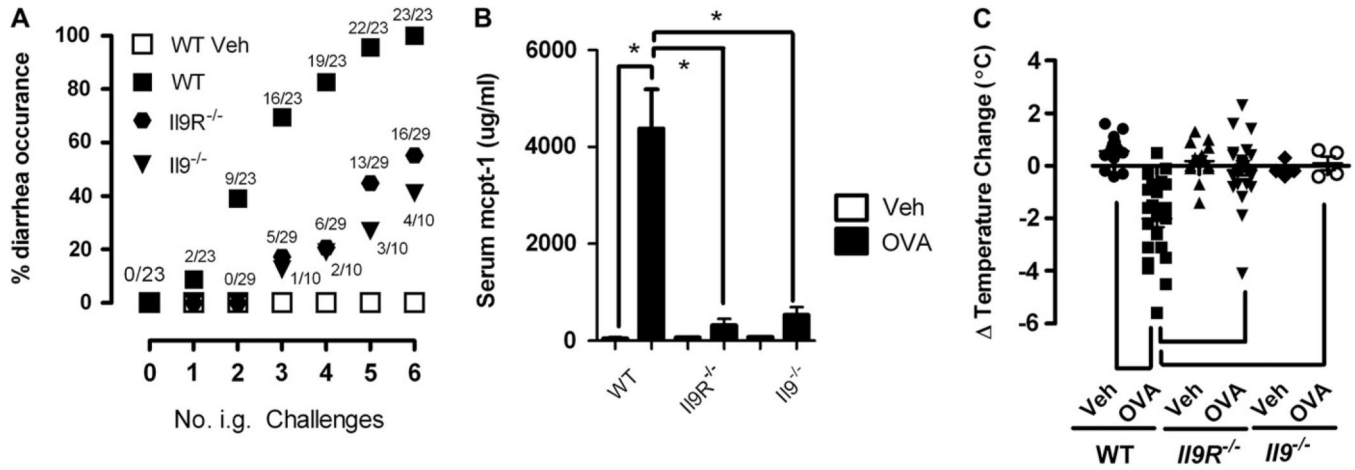 A
% diarrhea occurance
100
80
60
40
20
0
WT Veh
WT
Il9R-/-
Il9-/-
0/23
2/23
9/23
0/29
16/23
5/29
1/10
19/23
6/29
2/10
22/23
13/29
3/10
23/23
16/29
4/10
0 1 2 3 4 5 6
No. i.g. Challenges
B
Serum mcpt-1 (ug/ml)
6000
4000
2000
0
*
*
*
WT
Il9R-/-
Il9-/-
Veh
OVA
C
Δ Temperature Change (°C)
4
2
0
-2
-4
-6
Veh OVA Veh OVA Veh OVA
WT Il9R-/- Il9-/-